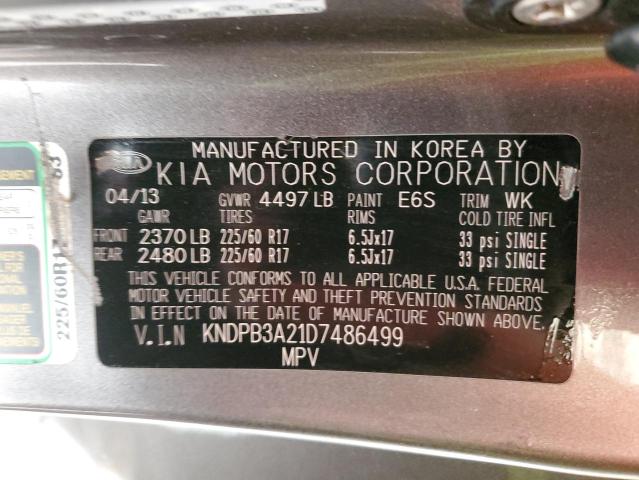 MANUFACTURED IN KOREA BY
KIA KIA MOTORS CORPORATION
04/13 GVWR 4497 LB PAINT E6S TRIM WK
GAWR TIRES RIMS COLD TIRE INFL
FRONT 2370 LB 225/60 R17 6.5Jx17 33 psi SINGLE
REAR 2480 LB 225/60 R17 6.5Jx17 33 psi SINGLE
THIS VEHICLE CONFORMS TO ALL APPLICABLE U.S.A. FEDERAL
MOTOR VEHICLE SAFETY AND THEFT PREVENTION STANDARDS
IN EFFECT ON THE DATE OF MANUFACTURE SHOWN ABOVE.
V.I.N KNDPB3A21D7486499
MPV
225/60R1